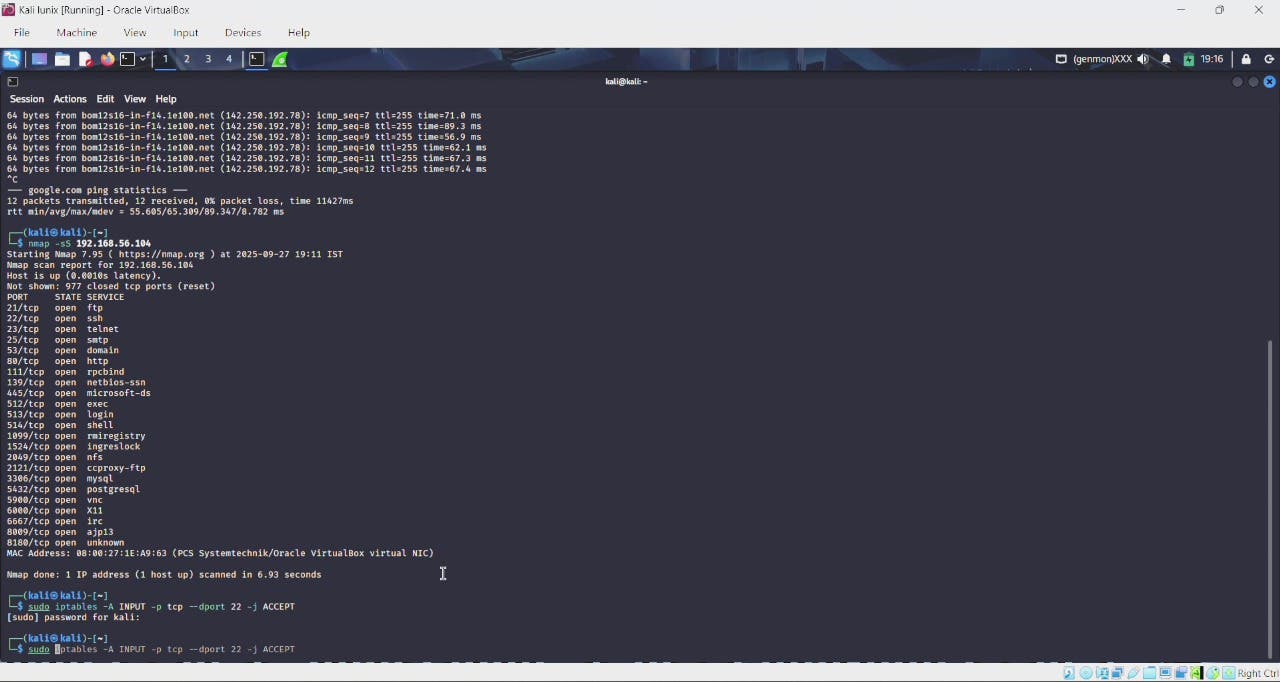 Kali lunix [Running] - Oracle VirtualBox
File Machine View Input Devices Help
1 2 3 4 (genmon)XXX 19:16
kali@kali: ~
Session Actions Edit View Help
64 bytes from bom12s16-in-f14.1e100.net (142.250.192.78): icmp_seq=7 ttl=255 time=71.0 ms
64 bytes from bom12s16-in-f14.1e100.net (142.250.192.78): icmp_seq=8 ttl=255 time=89.3 ms
64 bytes from bom12s16-in-f14.1e100.net (142.250.192.78): icmp_seq=9 ttl=255 time=56.9 ms
64 bytes from bom12s16-in-f14.1e100.net (142.250.192.78): icmp_seq=10 ttl=255 time=62.1 ms
64 bytes from bom12s16-in-f14.1e100.net (142.250.192.78): icmp_seq=11 ttl=255 time=67.3 ms
64 bytes from bom12s16-in-f14.1e100.net (142.250.192.78): icmp_seq=12 ttl=255 time=67.4 ms
^C
── google.com ping statistics ──
12 packets transmitted, 12 received, 0% packet loss, time 11427ms
rtt min/avg/max/mdev = 55.605/65.309/89.347/8.782 ms
┌──(kali㉿kali)-[~]
└─$ nmap -sS 192.168.56.104
Starting Nmap 7.95 ( https://nmap.org ) at 2025-09-27 19:11 IST
Nmap scan report for 192.168.56.104
Host is up (0.0010s latency).
Not shown: 977 closed tcp ports (reset)
PORT STATE SERVICE
21/tcp open ftp
22/tcp open ssh
23/tcp open telnet
25/tcp open smtp
53/tcp open domain
80/tcp open http
111/tcp open rpcbind
139/tcp open netbios-ssn
445/tcp open microsoft-ds
512/tcp open exec
513/tcp open login
514/tcp open shell
1099/tcp open rmiregistry
1524/tcp open ingreslock
2049/tcp open nfs
2121/tcp open ccproxy-ftp
3306/tcp open mysql
5432/tcp open postgresql
5900/tcp open vnc
6000/tcp open X11
6667/tcp open irc
8009/tcp open ajp13
8180/tcp open unknown
MAC Address: 08:00:27:1E:A9:63 (PCS Systemtechnik/Oracle VirtualBox virtual NIC)
Nmap done: 1 IP address (1 host up) scanned in 6.93 seconds
┌──(kali㉿kali)-[~]
└─$ sudo iptables -A INPUT -p tcp --dport 22 -j ACCEPT
[sudo] password for kali:
┌──(kali㉿kali)-[~]
└─$ sudo iptables -A INPUT -p tcp --dport 22 -j ACCEPT
Right Ctrl